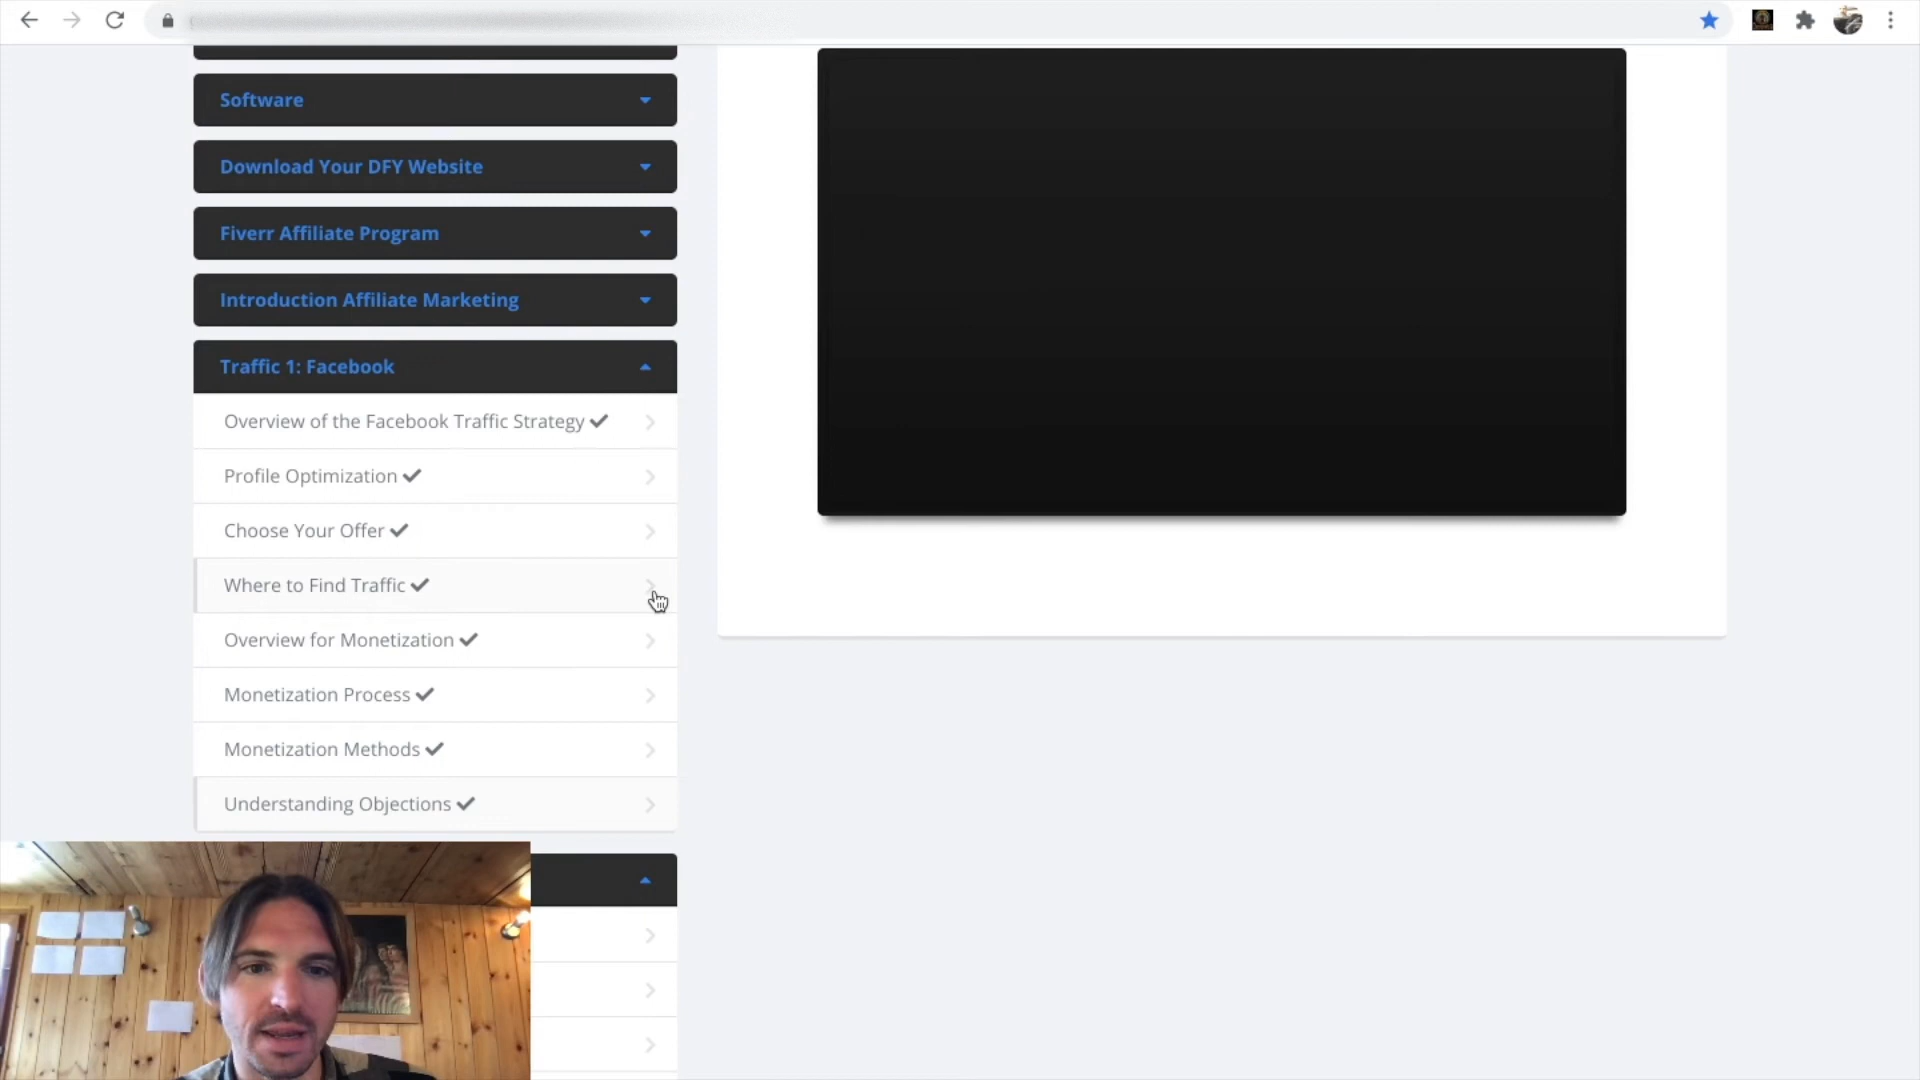 Software
Download Your DFY Website
Fiverr Affiliate Program
Introduction Affiliate Marketing
Traffic 1: Facebook
Overview of the Facebook Traffic Strategy
Profile Optimization
Choose Your Offer
Where to Find Traffic
Overview for Monetization
Monetization Process
Monetization Methods
Understanding Objections